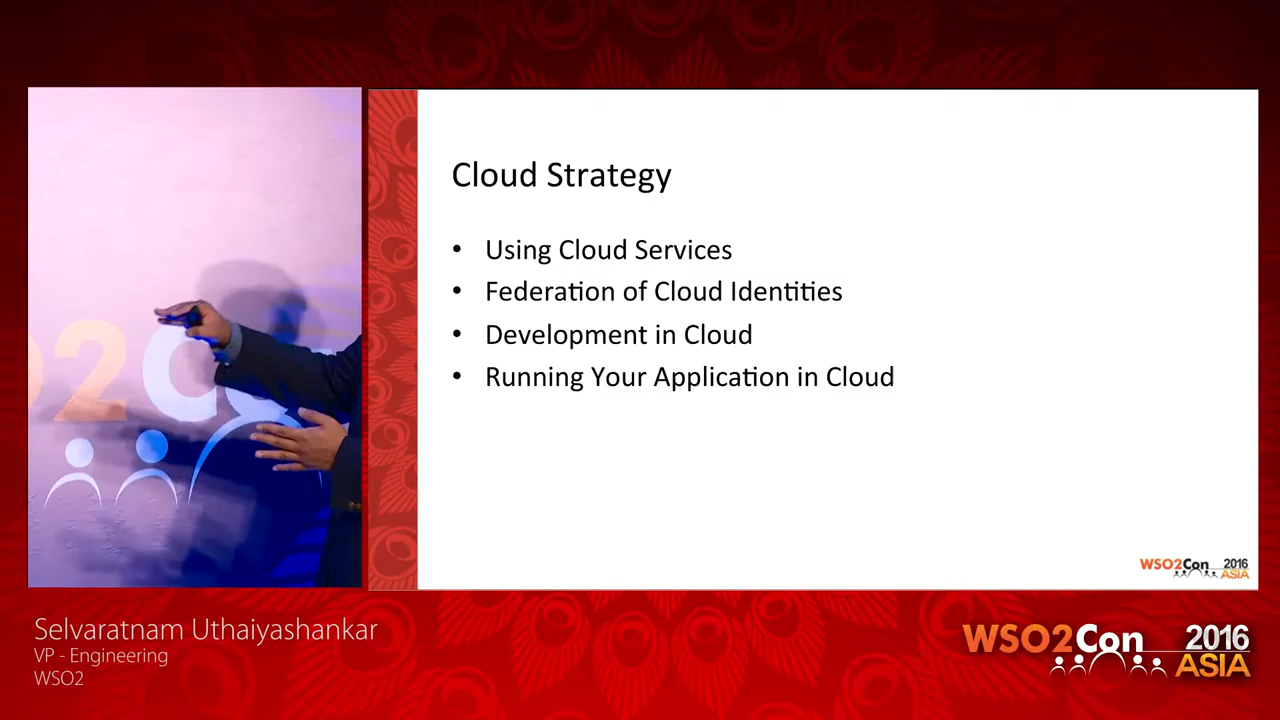 Cloud Strategy
• Using Cloud Services
• Federation of Cloud Identities
• Development in Cloud
• Running Your Application in Cloud
WSO2Con 2016
ASIA
O2Co
Selvaratnam Uthaiyashankar
VP - Engineering
WSO2
WSO2Con 2016
ASIA